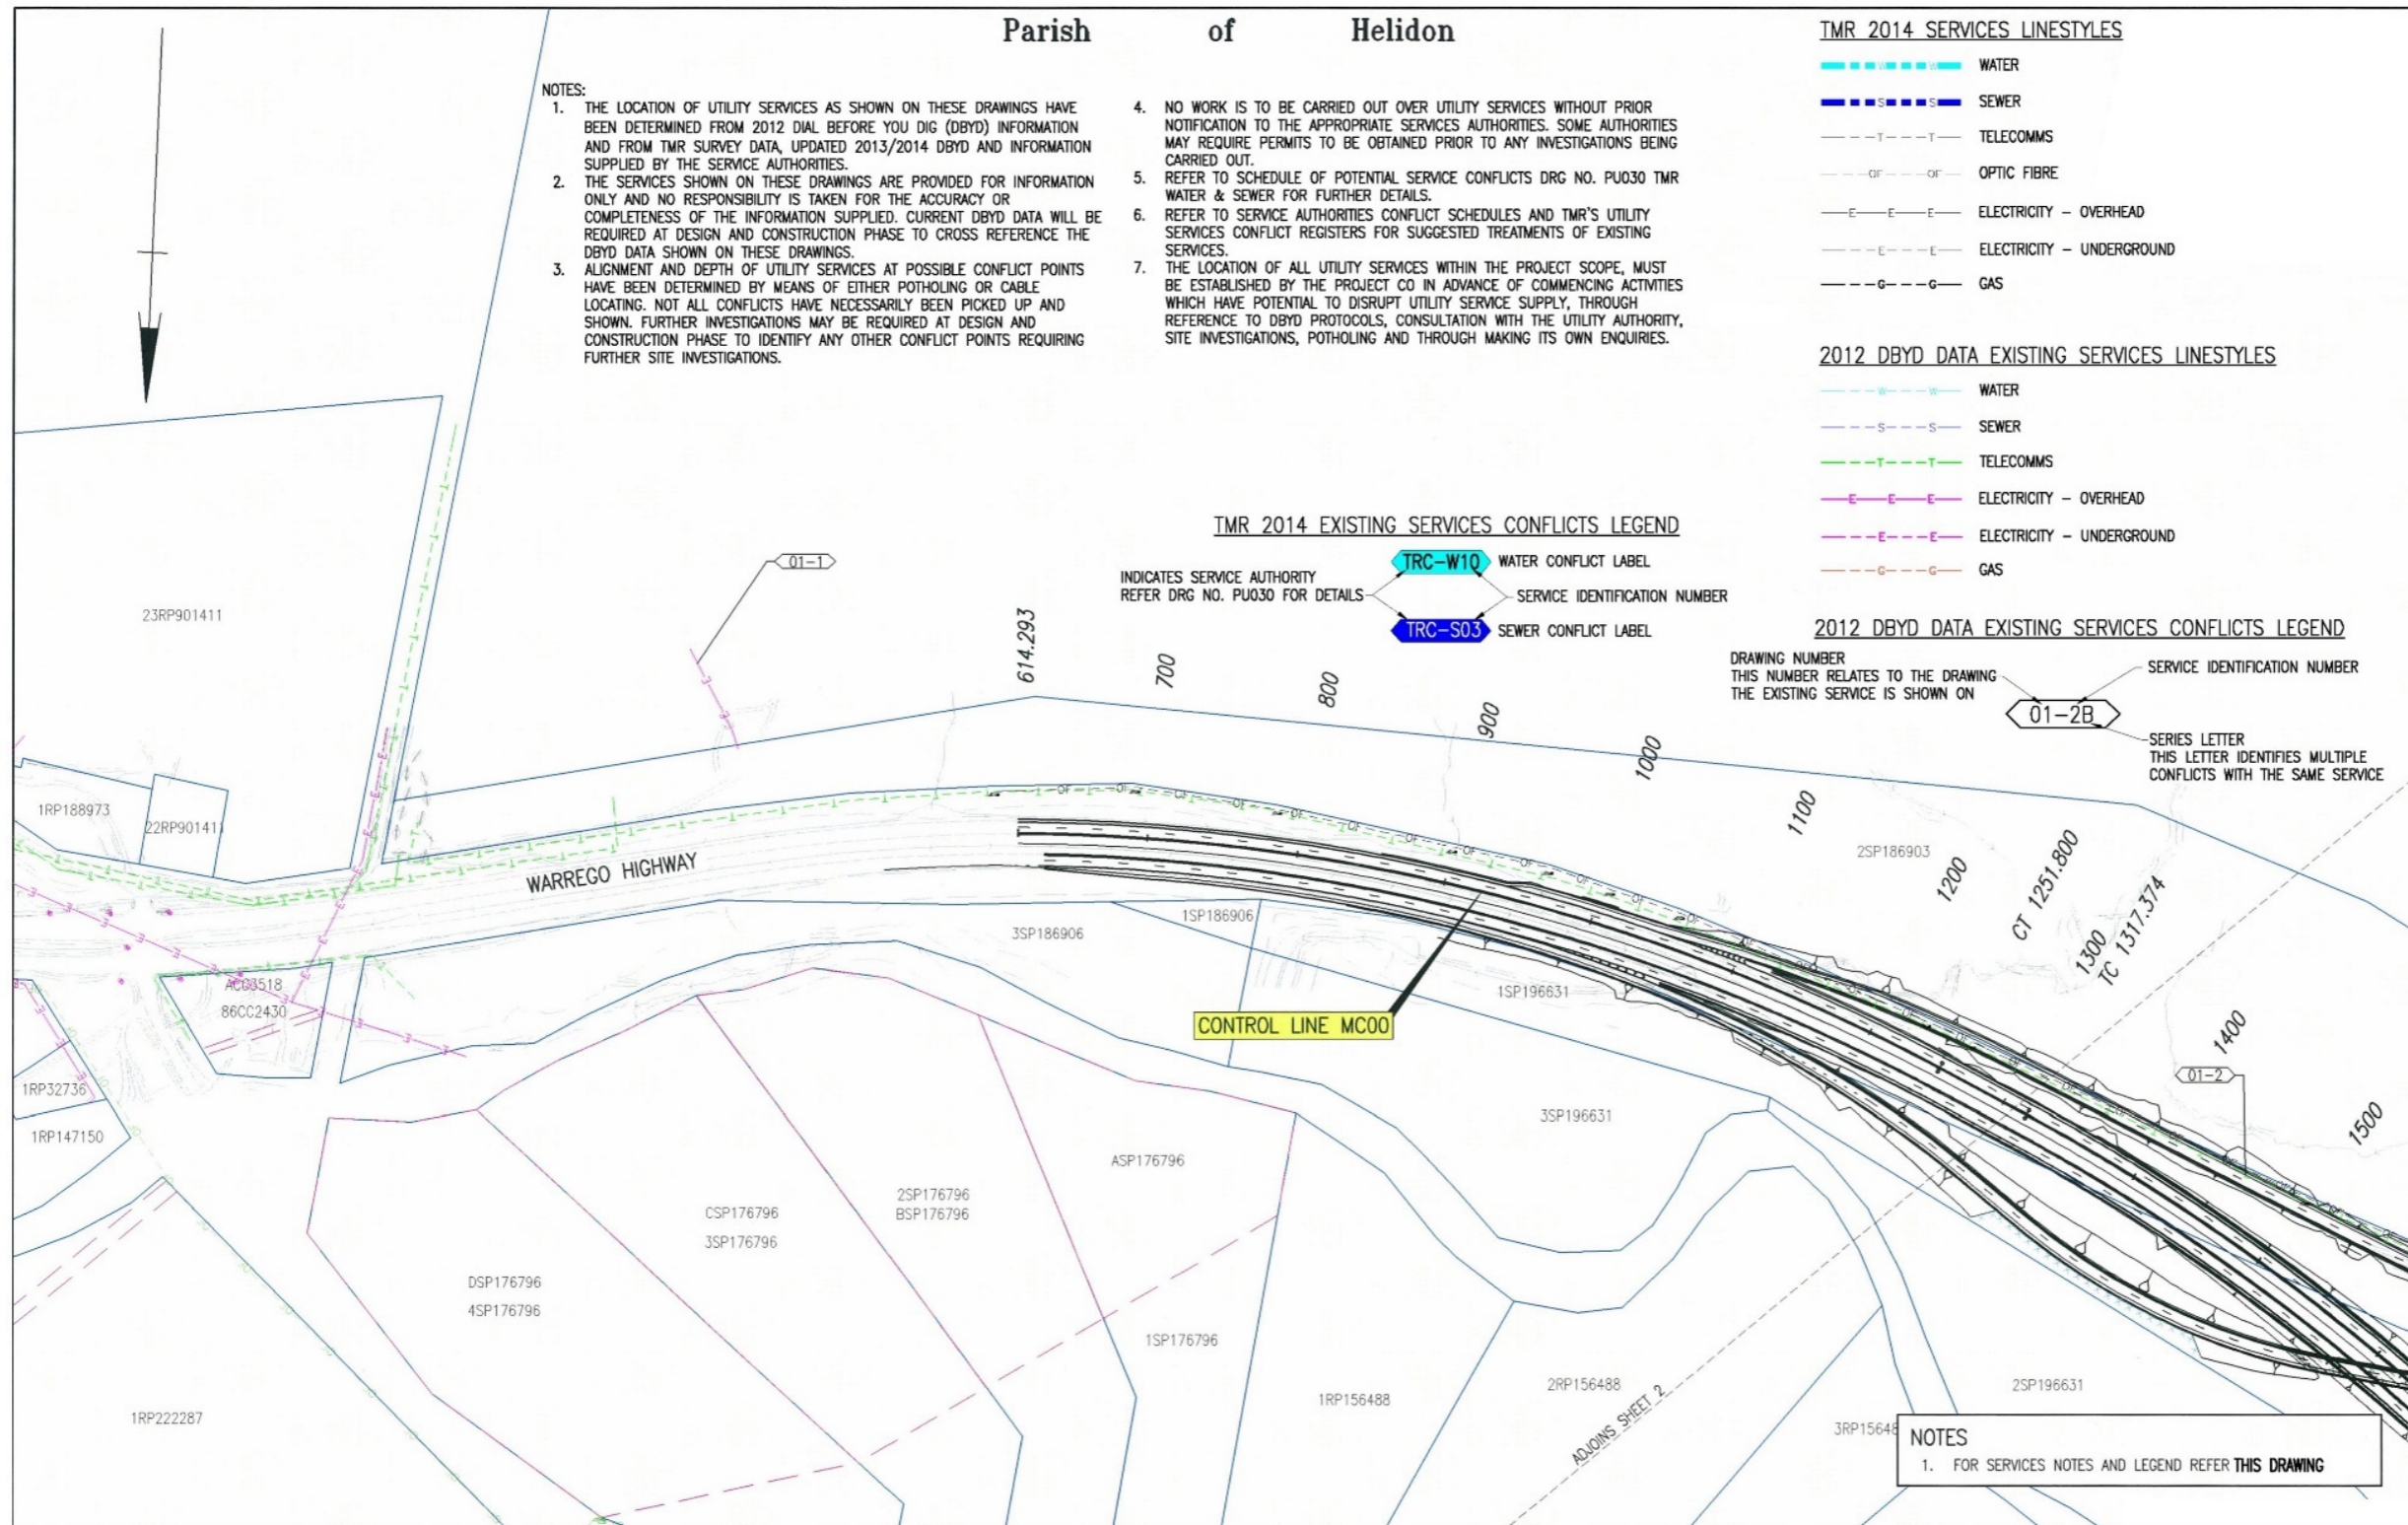 Parish of Helidon
NOTES:
1. THE LOCATION OF UTILITY SERVICES AS SHOWN ON THESE DRAWINGS HAVE
BEEN DETERMINED FROM 2012 DIAL BEFORE YOU DIG (DBYD) INFORMATION
AND FROM TMR SURVEY DATA, UPDATED 2013/2014 DBYD AND INFORMATION
SUPPLIED BY THE SERVICE AUTHORITIES.
2. THE SERVICES SHOWN ON THESE DRAWINGS ARE PROVIDED FOR INFORMATION
ONLY AND NO RESPONSIBILITY IS TAKEN FOR THE ACCURACY OR
COMPLETENESS OF THE INFORMATION SUPPLIED. CURRENT DBYD DATA WILL BE
REQUIRED AT DESIGN AND CONSTRUCTION PHASE TO CROSS REFERENCE THE
DBYD DATA SHOWN ON THESE DRAWINGS.
3. ALIGNMENT AND DEPTH OF UTILITY SERVICES AT POSSIBLE CONFLICT POINTS
HAVE BEEN DETERMINED BY MEANS OF EITHER POTHOLING OR CABLE
LOCATING. NOT ALL CONFLICTS HAVE NECESSARILY BEEN PICKED UP AND
SHOWN. FURTHER INVESTIGATIONS MAY BE REQUIRED AT DESIGN AND
CONSTRUCTION PHASE TO IDENTIFY ANY OTHER CONFLICT POINTS REQUIRING
FURTHER SITE INVESTIGATIONS.
4. NO WORK IS TO BE CARRIED OUT OVER UTILITY SERVICES WITHOUT PRIOR
NOTIFICATION TO THE APPROPRIATE SERVICES AUTHORITIES. SOME AUTHORITIES
MAY REQUIRE PERMITS TO BE OBTAINED PRIOR TO ANY INVESTIGATIONS BEING
CARRIED OUT.
5. REFER TO SCHEDULE OF POTENTIAL SERVICE CONFLICTS DRG NO. PU030 TMR
WATER & SEWER FOR FURTHER DETAILS.
6. REFER TO SERVICE AUTHORITIES CONFLICT SCHEDULES AND TMR'S UTILITY
SERVICES CONFLICT REGISTERS FOR SUGGESTED TREATMENTS OF EXISTING
SERVICES.
7. THE LOCATION OF ALL UTILITY SERVICES WITHIN THE PROJECT SCOPE, MUST
BE ESTABLISHED BY THE PROJECT CO IN ADVANCE OF COMMENCING ACTIVITIES
WHICH HAVE POTENTIAL TO DISRUPT UTILITY SERVICE SUPPLY, THROUGH
REFERENCE TO DBYD PROTOCOLS, CONSULTATION WITH THE UTILITY AUTHORITY,
SITE INVESTIGATIONS, POTHOLING AND THROUGH MAKING ITS OWN ENQUIRIES.
TMR 2014 SERVICES LINESTYLES
W W WATER
S S SEWER
T T TELECOMMS
OF OF OPTIC FIBRE
E E E ELECTRICITY - OVERHEAD
E E ELECTRICITY - UNDERGROUND
G G GAS
2012 DBYD DATA EXISTING SERVICES LINESTYLES
W W WATER
S S SEWER
T T TELECOMMS
E E E ELECTRICITY - OVERHEAD
E E ELECTRICITY - UNDERGROUND
G G GAS
TMR 2014 EXISTING SERVICES CONFLICTS LEGEND
TRC-W10 WATER CONFLICT LABEL
INDICATES SERVICE AUTHORITY
REFER DRG NO. PU030 FOR DETAILS
SERVICE IDENTIFICATION NUMBER
TRC-S03 SEWER CONFLICT LABEL
2012 DBYD DATA EXISTING SERVICES CONFLICTS LEGEND
DRAWING NUMBER
THIS NUMBER RELATES TO THE DRAWING
THE EXISTING SERVICE IS SHOWN ON
SERVICE IDENTIFICATION NUMBER
01-2B
SERIES LETTER
THIS LETTER IDENTIFIES MULTIPLE
CONFLICTS WITH THE SAME SERVICE
01-1
23RP901411
614.293
700
800
900
1000
1100
1200
CT 1251.800
1300
TC 1317.374
1400
1500
2SP186903
1RP188973
22RP901411
WARREGO HIGHWAY
3SP186906
1SP186906
1SP196631
CONTROL LINE MC00
01-2
86CC2430
1RP32736
1RP147150
3SP196631
ASP176796
2SP176796
BSP176796
CSP176796
3SP176796
DSP176796
4SP176796
1SP176796
1RP156488
2RP156488
2SP196631
1RP222287
ADJOINS SHEET 2
3RP15648
NOTES
1. FOR SERVICES NOTES AND LEGEND REFER THIS DRAWING